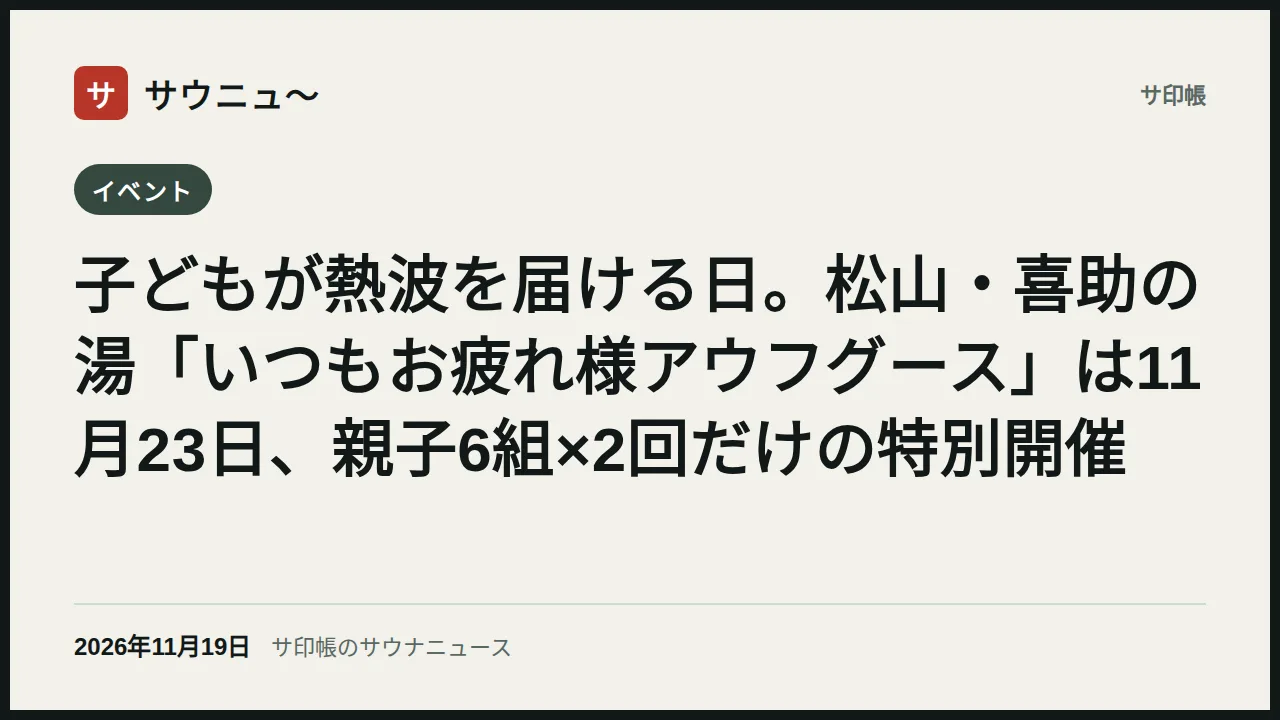 サ サウニュ〜
サ印帳
イベント
子どもが熱波を届ける日。松山・喜助の
湯「いつもお疲れ様アウフグース」は11
月23日、親子6組×2回だけの特別開催
2026年11月19日 サ印帳のサウナニュース